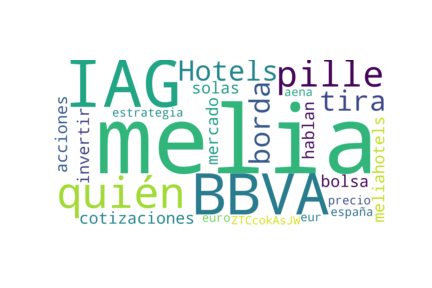 IAG
Hotels
pille
solas
aena
tira
acciones
invertir
estrategia
mercado
borda
hablan
melia
meliahotels
quién
BBVA
bolsa
precio
españa
cotizaciones
euro
ZTCcokAsJW
eur